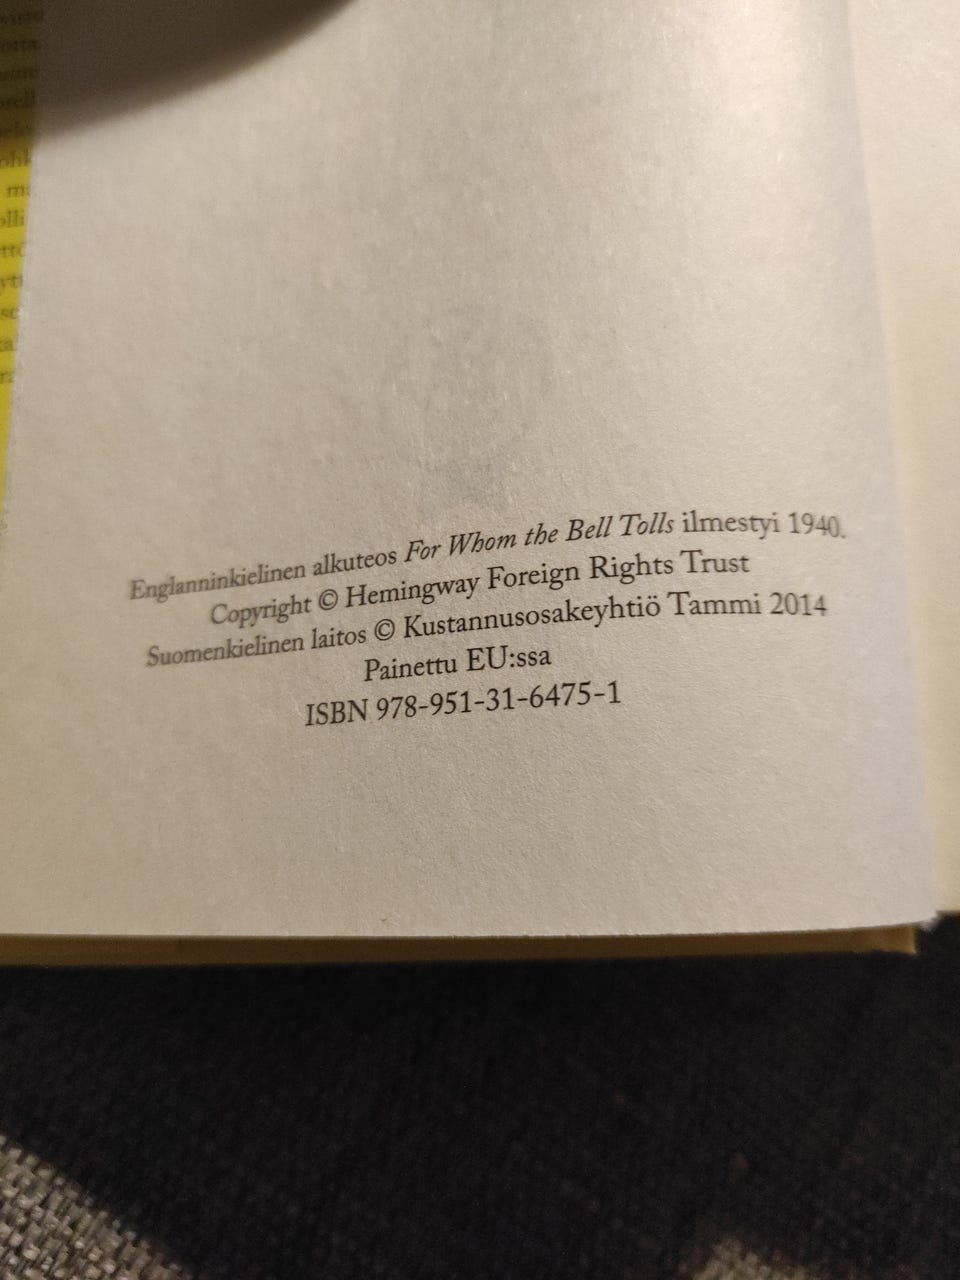 Englanninkielinen alkuteos For Whom the Bell Tolls ilmestyi 1940.
Copyright © Hemingway Foreign Rights Trust
Suomenkielinen laitos © Kustannusosakeyhtiö Tammi 2014
Painettu EU:ssa
ISBN 978-951-31-6475-1